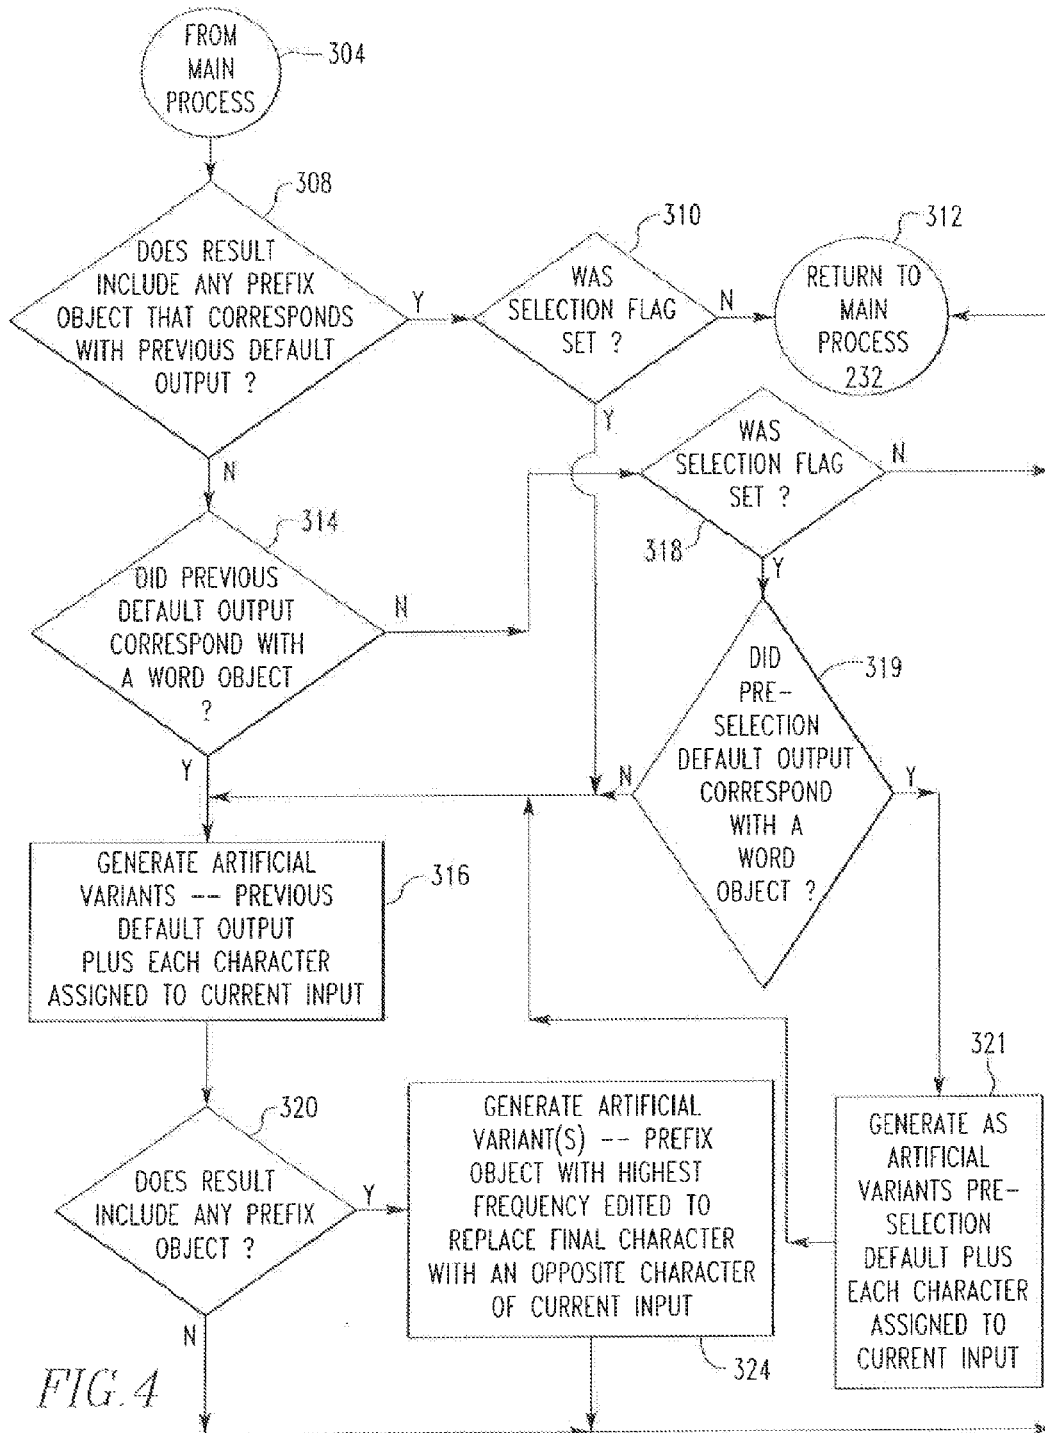 FROM
MAIN
PROCESS
304
308
DOES RESULT
INCLUDE ANY PREFIX
OBJECT THAT CORRESPONDS
WITH PREVIOUS DEFAULT
OUTPUT ?
Y
N
310
WAS
SELECTION FLAG
SET ?
N
Y
312
RETURN TO
MAIN
PROCESS
232
314
DID PREVIOUS
DEFAULT OUTPUT
CORRESPOND WITH
A WORD OBJECT
?
N
Y
WAS
SELECTION FLAG
SET ?
N
318
Y
DID
PRE-
SELECTION
DEFAULT OUTPUT
CORRESPOND
WITH A
WORD
OBJECT ?
319
N
Y
GENERATE ARTIFICIAL
VARIANTS -- PREVIOUS
DEFAULT OUTPUT
PLUS EACH CHARACTER
ASSIGNED TO CURRENT INPUT
316
320
DOES RESULT
INCLUDE ANY PREFIX
OBJECT ?
Y
N
GENERATE ARTIFICIAL
VARIANT(S) -- PREFIX
OBJECT WITH HIGHEST
FREQUENCY EDITED TO
REPLACE FINAL CHARACTER
WITH AN OPPOSITE CHARACTER
OF CURRENT INPUT
324
321
GENERATE AS
ARTIFICIAL
VARIANTS PRE-
SELECTION
DEFAULT PLUS
EACH CHARACTER
ASSIGNED TO
CURRENT INPUT
FIG.4